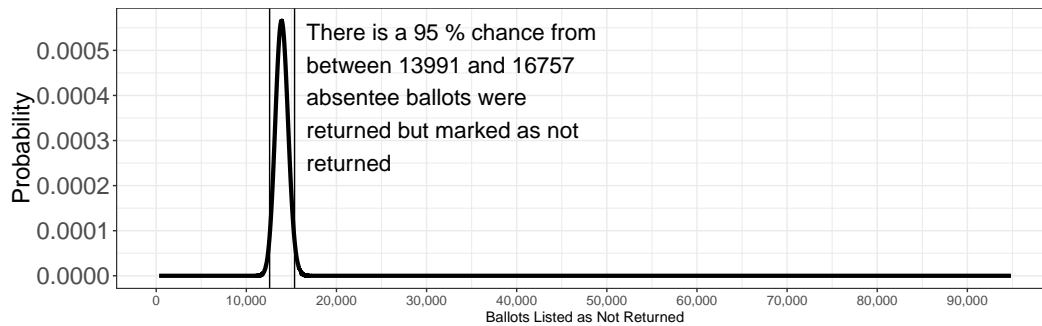 There is a 95 % chance from
between 13991 and 16757
absentee ballots were
returned but marked as not
returned
Probability
0.0005
0.0004
0.0003
0.0002
0.0001
0.0000
0
10,000
20,000
30,000
40,000
50,000
60,000
70,000
80,000
90,000
Ballots Listed as Not Returned